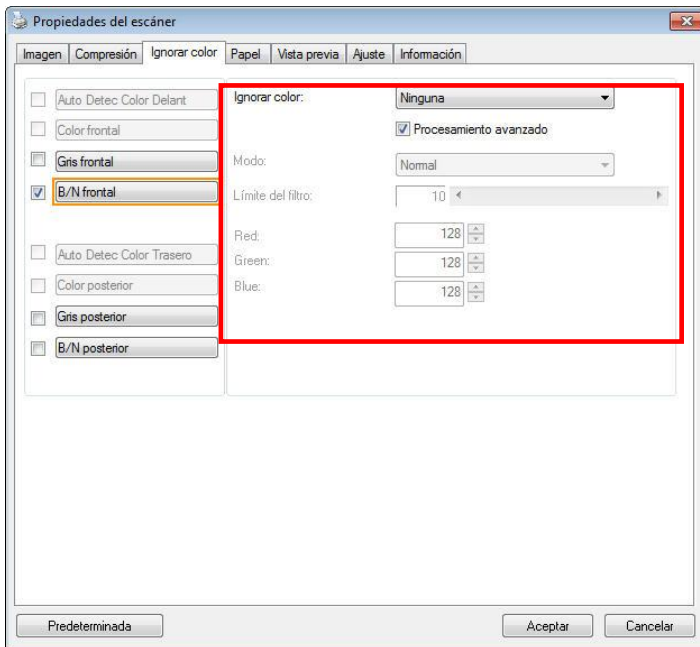 Propiedades del escáner
Imagen Compresión Ignorar color Papel Vista previa Ajuste Información
Auto Detec Color Delant
Color frontal
Gris frontal
B/N frontal
Auto Detec Color Trasero
Color posterior
Gris posterior
B/N posterior
Ignorar color: Ninguna
Procesamiento avanzado
Modo: Normal
Límite del filtro: 10
Red: 128
Green: 128
Blue: 128
Predeterminada Aceptar Cancelar